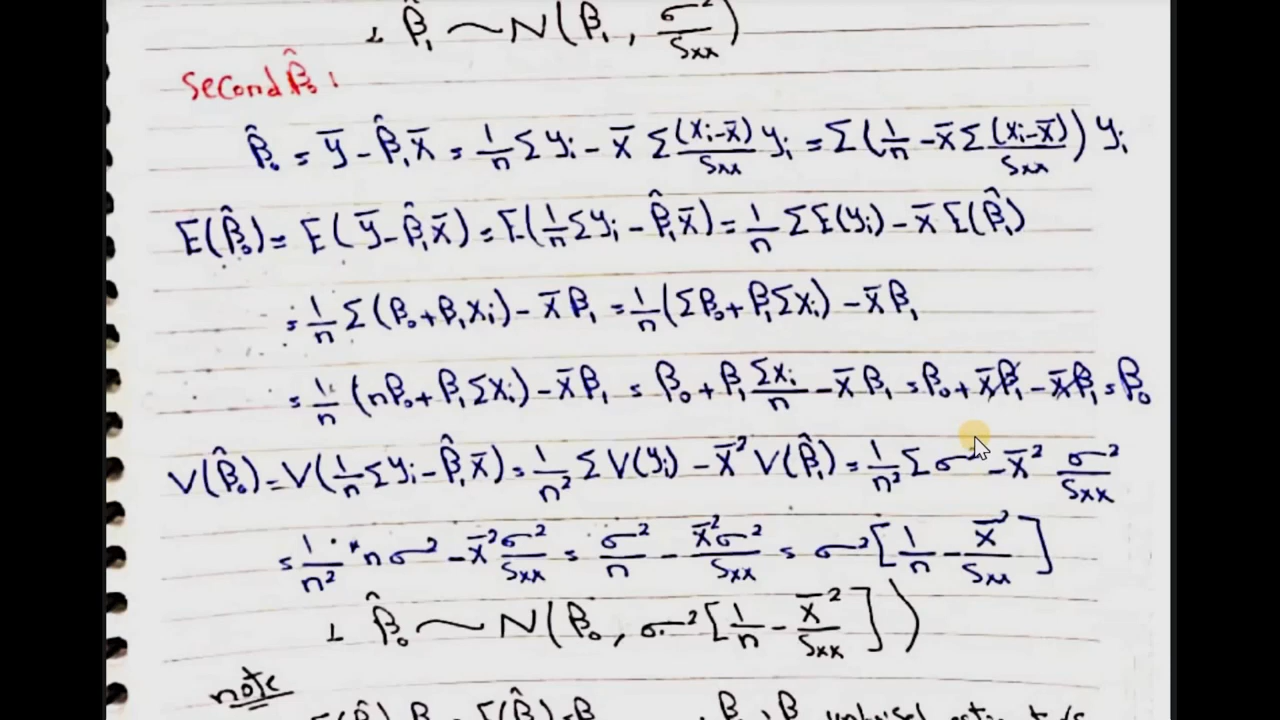 ⊥ β̂₁ ~ N(β₁, σ²/Sxx)
Second β̂₀:
β̂₀ = ȳ - β̂₁x̄ = 1/n Σyᵢ - x̄ Σ (xᵢ-x̄)/Sxx yᵢ = Σ(1/n - x̄ Σ (xᵢ-x̄)/Sxx) yᵢ
E(β̂₀) = E(ȳ - β̂₁x̄) = E(1/n Σyᵢ - β̂₁x̄) = 1/n ΣE(yᵢ) - x̄ E(β̂₁)
= 1/n Σ(β₀+β₁xᵢ) - x̄β₁ = 1/n (Σβ₀+β₁Σxᵢ) - x̄β₁
= 1/n (nβ₀+β₁Σxᵢ) - x̄β₁ = β₀ + β₁ Σxᵢ/n - x̄β₁ = β₀ + x̄β₁ - x̄β₁ = β₀
V(β̂₀) = V(1/n Σyᵢ - β̂₁x̄) = 1/n² ΣV(yᵢ) - x̄² V(β̂₁) = 1/n² Σσ² - x̄² σ²/Sxx
= 1/n² * nσ² - x̄² σ²/Sxx = σ²/n - x̄²σ²/Sxx = σ²[1/n - x̄²/Sxx]
⊥ β̂₀ ~ N(β₀, σ²[1/n - x̄²/Sxx])
note